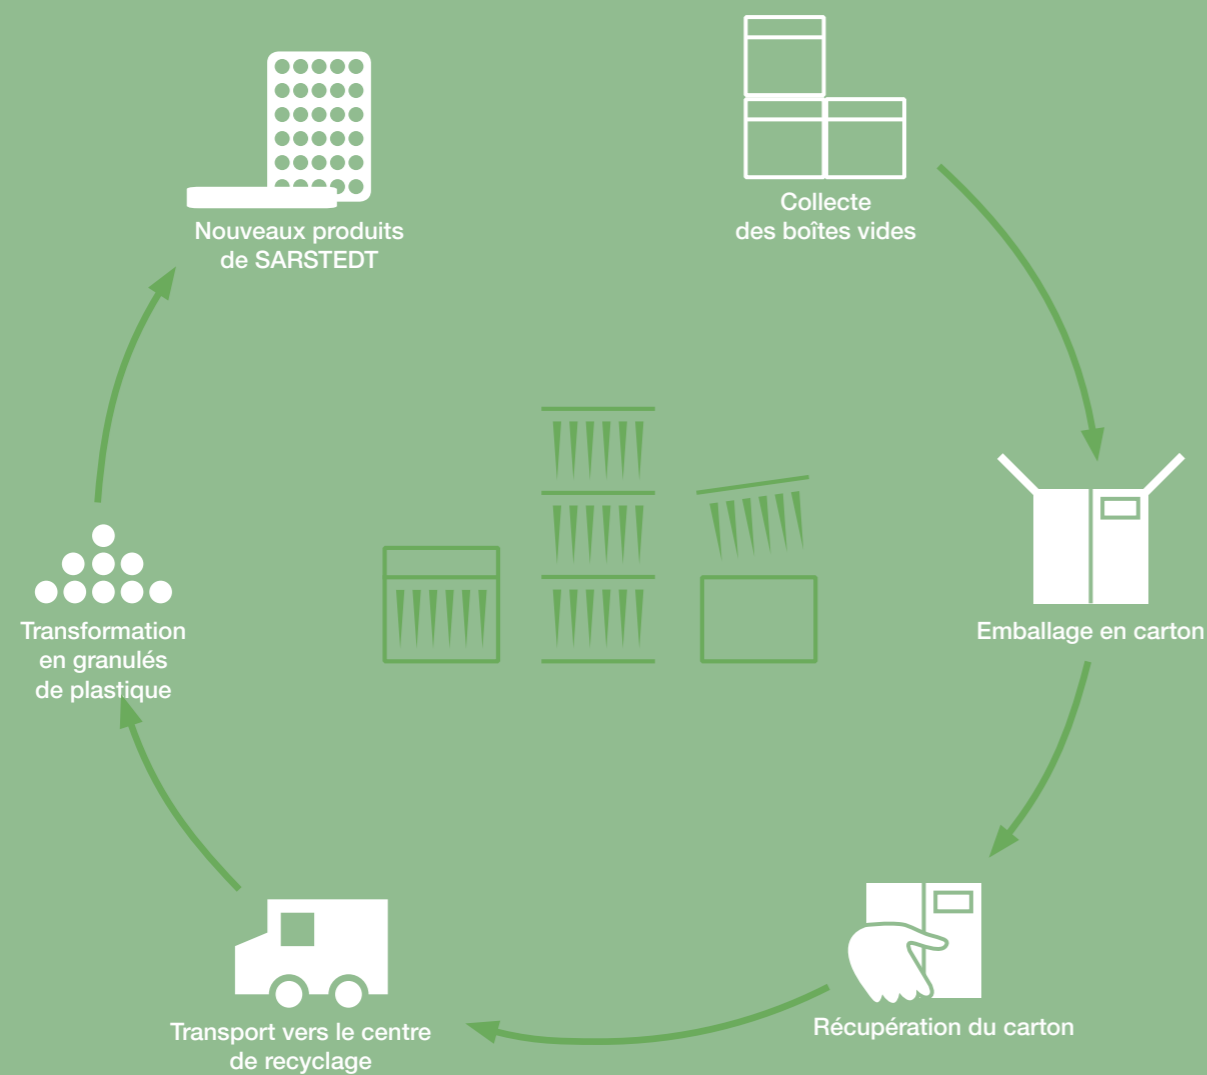 Collecte
des boîtes vides
Emballage en carton
Récupération du carton
Transport vers le centre
de recyclage
Transformation
en granulés
de plastique
Nouveaux produits
de SARSTEDT